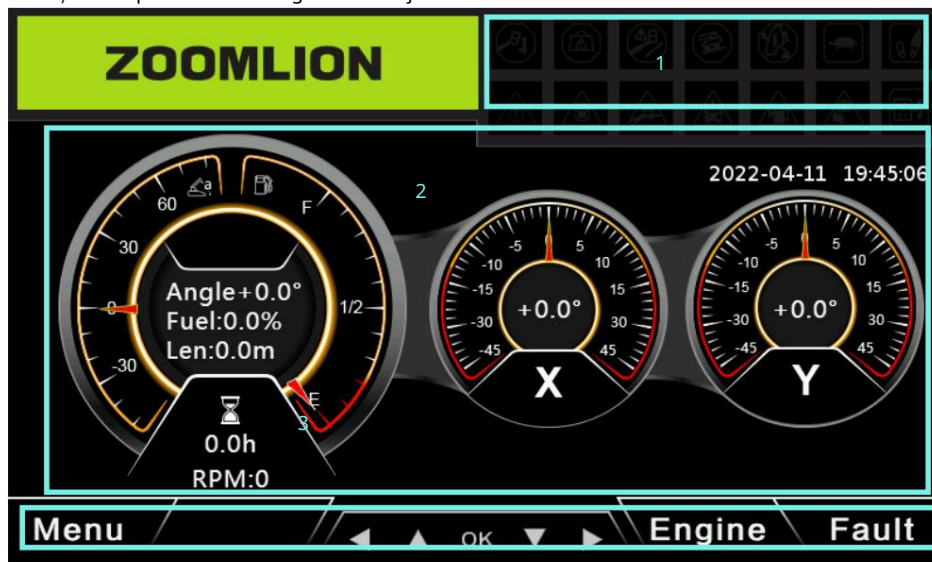 ZOOMLION
1
2
2022-04-11 19:45:06
a
60
F
30
0
-30
1/2
E
Angle+0.0°
Fuel:0.0%
Len:0.0m
3
0.0h
RPM:0
-5 0 5
-10 10
-15 15
-30 30
-45 45
+0.0°
X
-5 0 5
-10 10
-15 15
-30 30
-45 45
+0.0°
Y
Menu
OK
Engine
Fault